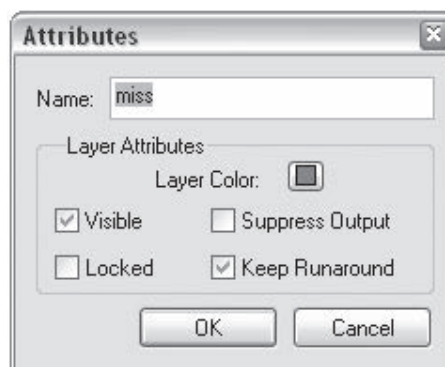 Attributes
Name: miss
Layer Attributes
Layer Color:
Visible Suppress Output
Locked Keep Runaround
OK Cancel